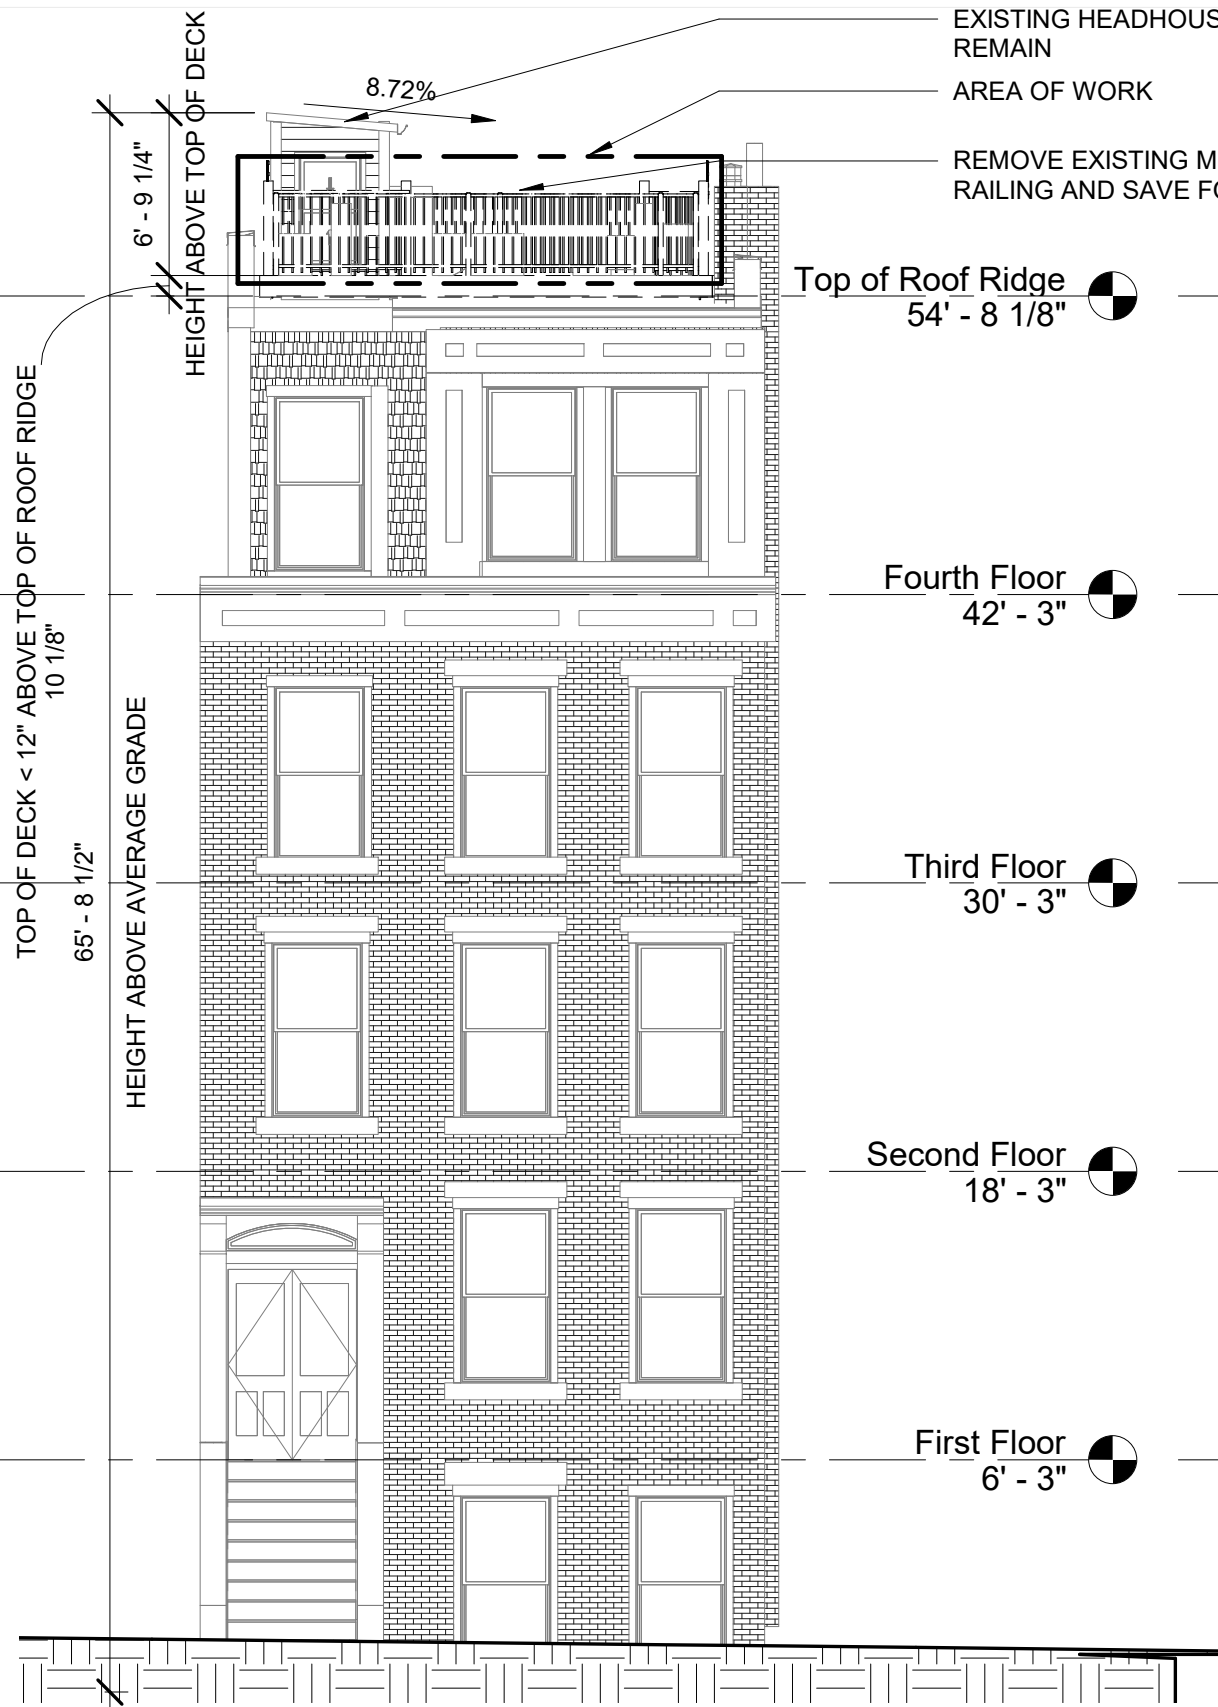 EXISTING HEADHOUS
REMAIN
8.72%
AREA OF WORK
REMOVE EXISTING M
RAILING AND SAVE FO
6' - 9 1/4"
HEIGHT ABOVE TOP OF DECK
Top of Roof Ridge
54' - 8 1/8"
TOP OF DECK < 12" ABOVE TOP OF ROOF RIDGE
10 1/8"
Fourth Floor
42' - 3"
65' - 8 1/2"
HEIGHT ABOVE AVERAGE GRADE
Third Floor
30' - 3"
Second Floor
18' - 3"
First Floor
6' - 3"